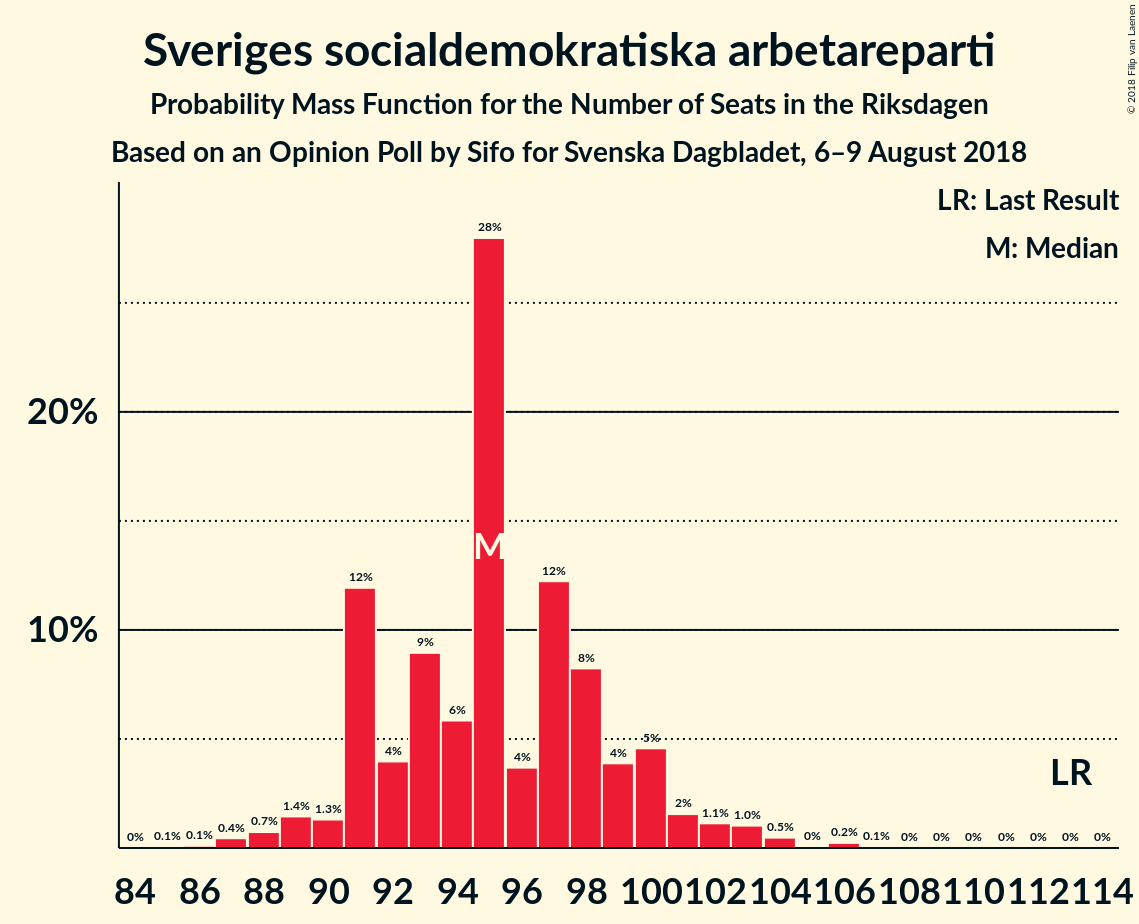 Sveriges socialdemokratiska arbetareparti
Probability Mass Function for the Number of Seats in the Riksdagen
Based on an Opinion Poll by Sifo for Svenska Dagbladet, 6–9 August 2018
© 2018 Filip van Laenen
LR: Last Result
M: Median
20%
10%
0% 0.1% 0.1% 0.4% 0.7% 1.4% 1.3% 12% 4% 9% 6% 28% 4% 12% 8% 4% 5% 2% 1.1% 1.0% 0.5% 0% 0.2% 0.1% 0% 0% 0% 0% 0% 0% 0%
M
LR
84 86 88 90 92 94 96 98 100 102 104 106 108 110 112 114